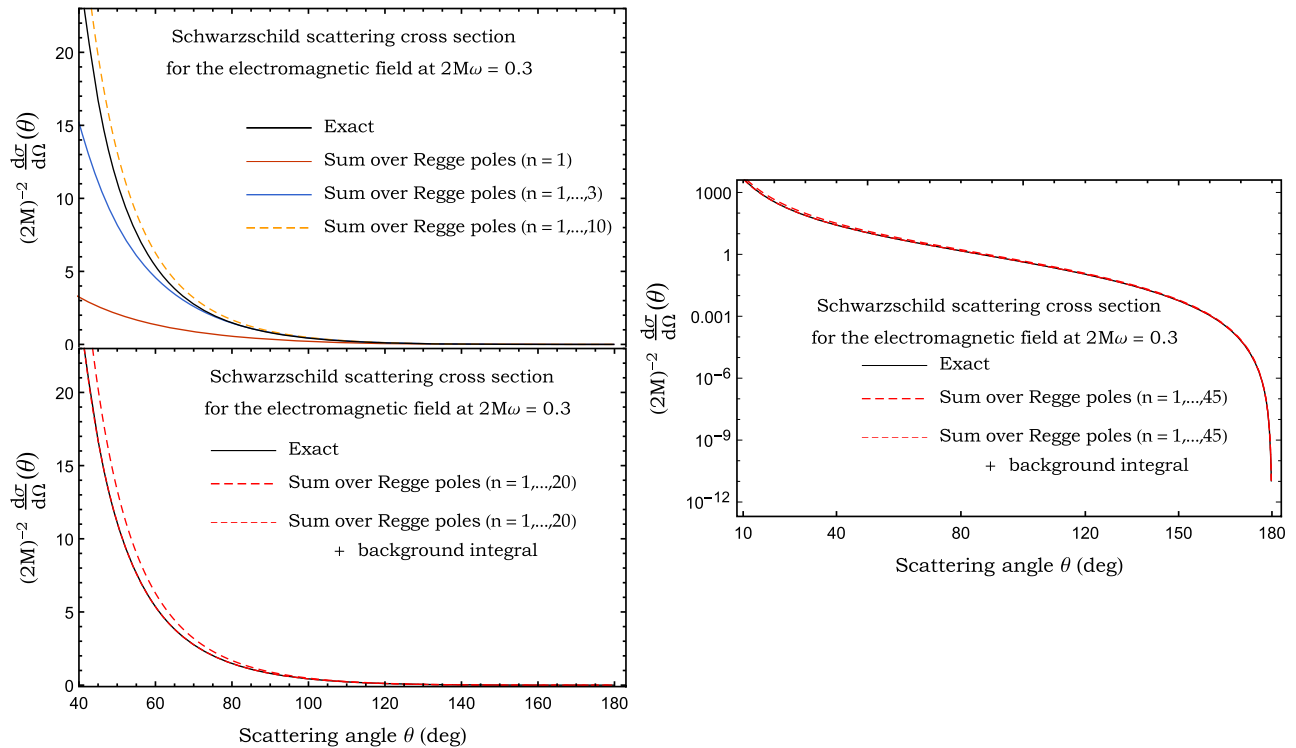 Schwarzschild scattering cross section
for the electromagnetic field at 2Mω = 0.3
Exact
Sum over Regge poles (n = 1)
Sum over Regge poles (n = 1,...,3)
Sum over Regge poles (n = 1,...,10)
20
15
10
5
0
(2M)⁻² dσ/dΩ (θ)
Schwarzschild scattering cross section
for the electromagnetic field at 2Mω = 0.3
Exact
Sum over Regge poles (n = 1,...,20)
Sum over Regge poles (n = 1,...,20)
+ background integral
20
15
10
5
0
(2M)⁻² dσ/dΩ (θ)
40 60 80 100 120 140 160 180
Scattering angle θ (deg)
1000
1
0.001
10⁻⁶
10⁻⁹
10⁻¹²
(2M)⁻² dσ/dΩ (θ)
Schwarzschild scattering cross section
for the electromagnetic field at 2Mω = 0.3
Exact
Sum over Regge poles (n = 1,...,45)
Sum over Regge poles (n = 1,...,45)
+ background integral
10 40 80 120 150 180
Scattering angle θ (deg)